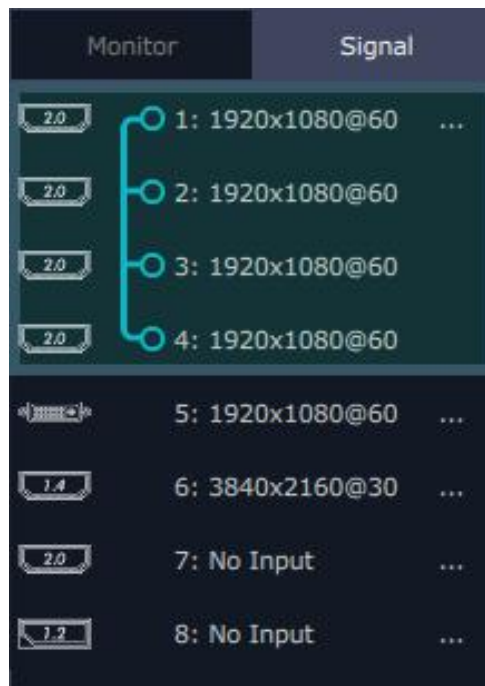 Monitor Signal
2.0 1: 1920x1080@60 ...
2.0 2: 1920x1080@60
2.0 3: 1920x1080@60
2.0 4: 1920x1080@60
5: 1920x1080@60 ...
1.4 6: 3840x2160@30 ...
2.0 7: No Input ...
1.2 8: No Input ...